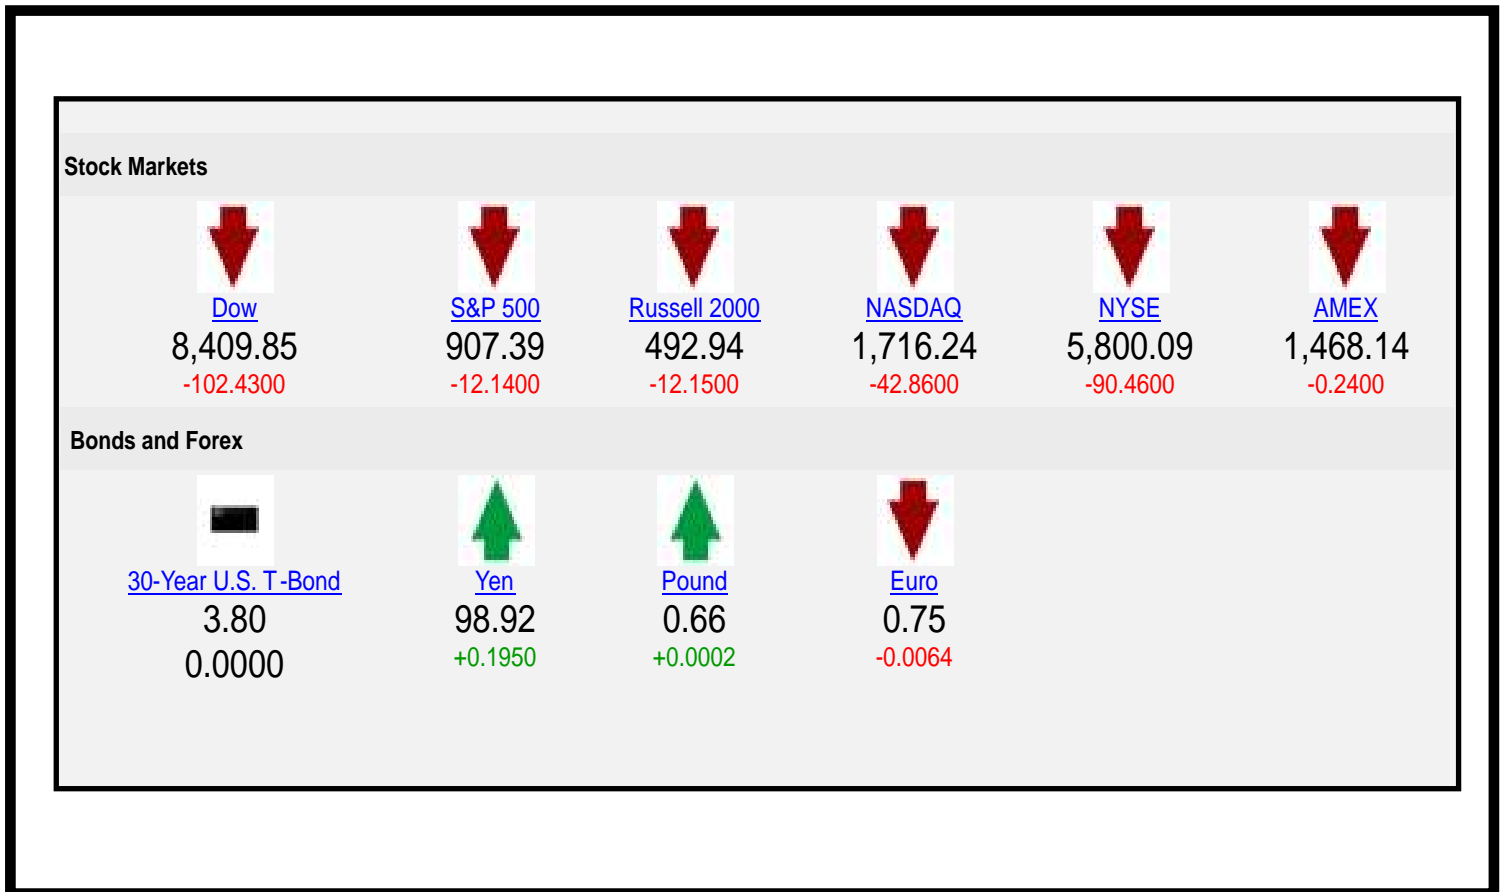 Stock Markets
Dow S&P 500 Russell 2000 NASDAQ NYSE AMEX
8,409.85 907.39 492.94 1,716.24 5,800.09 1,468.14
-102.4300 -12.1400 -12.1500 -42.8600 -90.4600 -0.2400
Bonds and Forex
30-Year U.S. T-Bond Yen Pound Euro
3.80 98.92 0.66 0.75
0.0000 +0.1950 +0.0002 -0.0064